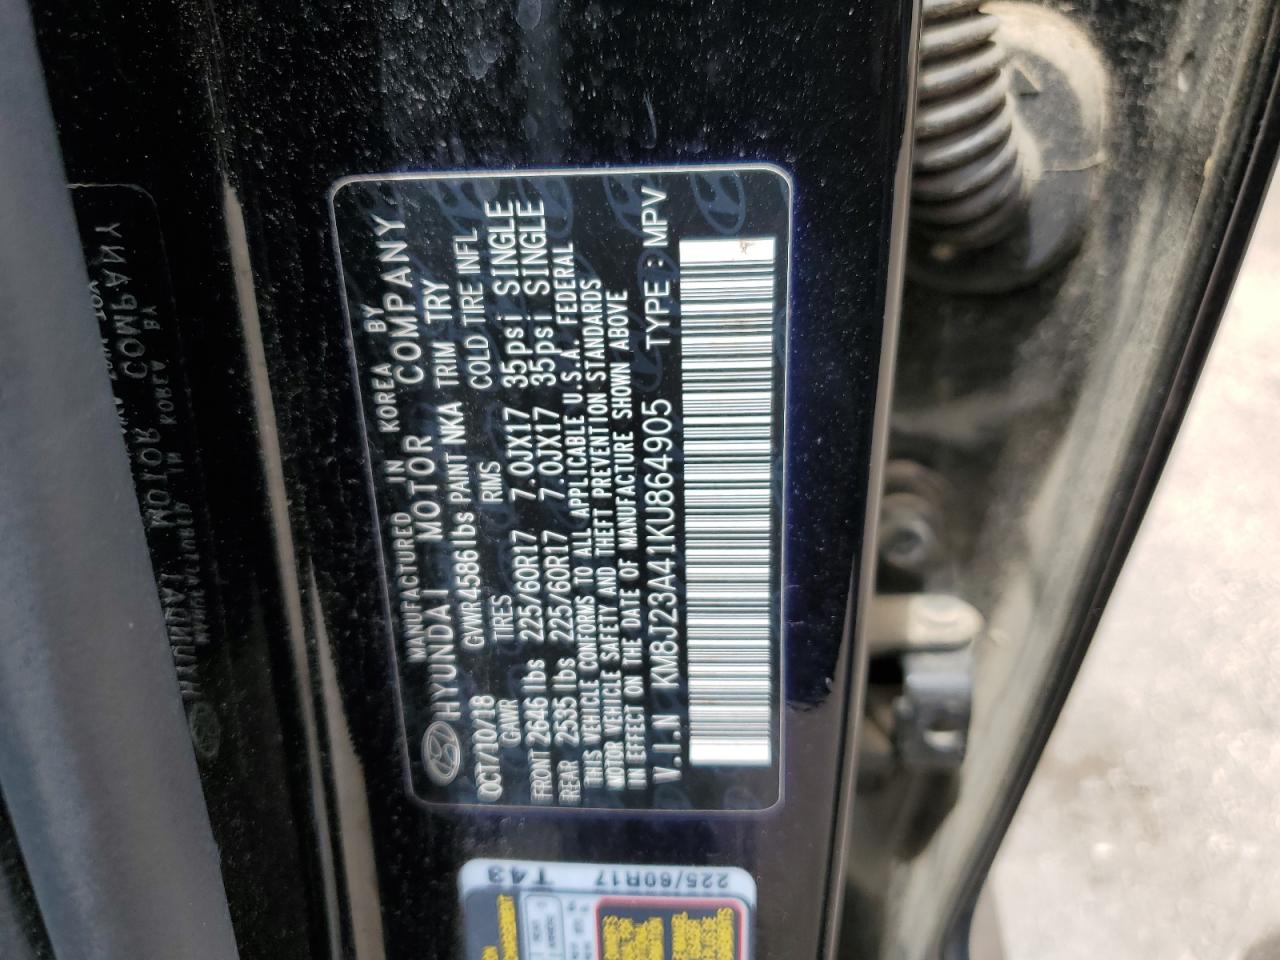 MANUFACTURED IN KOREA BY
HYUNDAI MOTOR COMPANY
OCT/10/18 GVWR 4586 lbs PAINT NKA TRIM TRY
GAWR TIRES RIMS COLD TIRE INFL
FRONT 2646 lbs 225/60R17 7.0JX17 35psi SINGLE
REAR 2535 lbs 225/60R17 7.0JX17 35psi SINGLE
THIS VEHICLE CONFORMS TO ALL APPLICABLE U.S.A. FEDERAL
MOTOR VEHICLE SAFETY AND THEFT PREVENTION STANDARDS
IN EFFECT ON THE DATE OF MANUFACTURE SHOWN ABOVE
V.I.N KM8J23A41KU864905 TYPE : MPV
T43
225/60R17